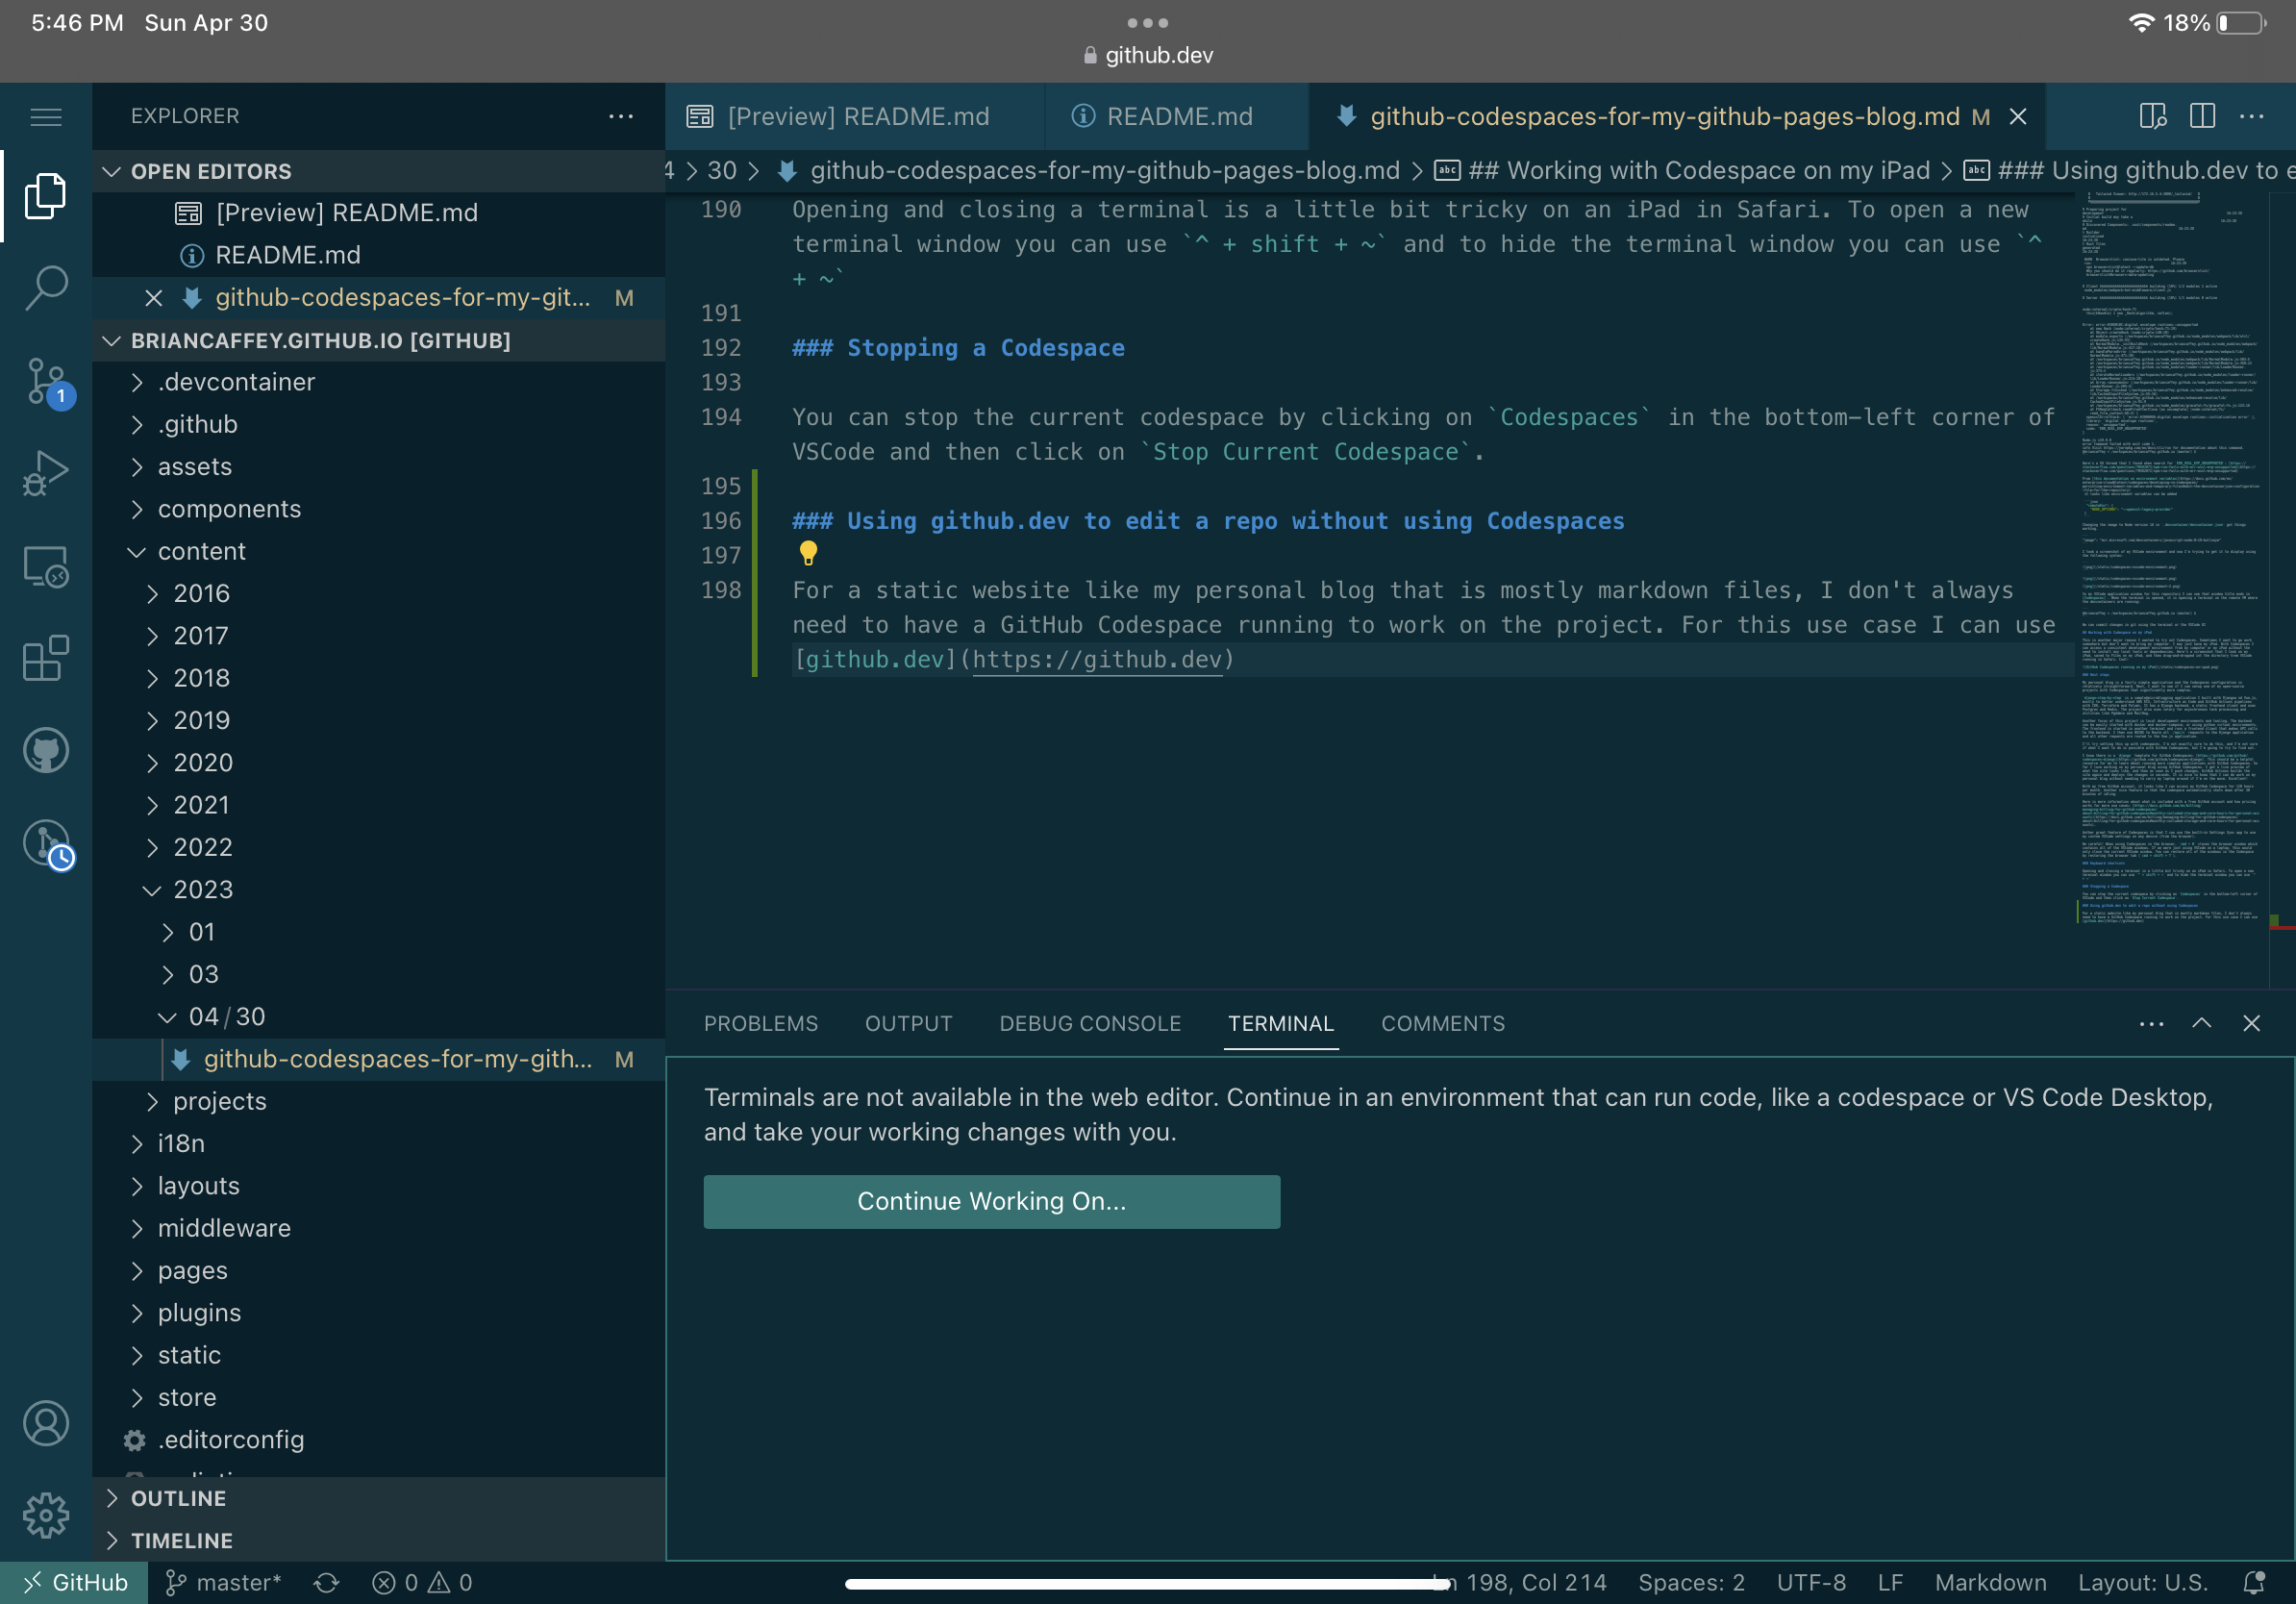 5:46 PM Sun Apr 30
18%
github.dev
EXPLORER
[Preview] README.md
README.md
github-codespaces-for-my-github-pages-blog.md M
OPEN EDITORS
[Preview] README.md
README.md
github-codespaces-for-my-git... M
BRIANCAFFEY.GITHUB.IO [GITHUB]
.devcontainer
.github
assets
components
content
2016
2017
2018
2019
2020
2021
2022
2023
01
03
04/30
github-codespaces-for-my-gith... M
projects
i18n
layouts
middleware
pages
plugins
static
store
.editorconfig
OUTLINE
TIMELINE
1
4 > 30 > github-codespaces-for-my-github-pages-blog.md > ## Working with Codespace on my iPad > ### Using github.dev to e
190 Opening and closing a terminal is a little bit tricky on an iPad in Safari. To open a new
terminal window you can use `^ + shift + ~` and to hide the terminal window you can use `^
+ ~`
191
192 ### Stopping a Codespace
193
194 You can stop the current codespace by clicking on `Codespaces` in the bottom-left corner of
VSCode and then click on `Stop Current Codespace`.
195
196 ### Using github.dev to edit a repo without using Codespaces
197
198 For a static website like my personal blog that is mostly markdown files, I don't always
need to have a GitHub Codespace running to work on the project. For this use case I can use
[github.dev](https://github.dev)
PROBLEMS OUTPUT DEBUG CONSOLE TERMINAL COMMENTS
Terminals are not available in the web editor. Continue in an environment that can run code, like a codespace or VS Code Desktop,
and take your working changes with you.
Continue Working On...
GitHub master* 0 0 Ln 198, Col 214 Spaces: 2 UTF-8 LF Markdown Layout: U.S.